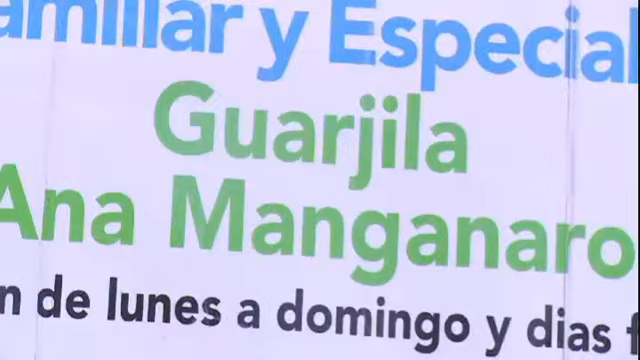 amiliar y Especial
Guarjila
Ana Manganaro
n de lunes a domingo y dias f